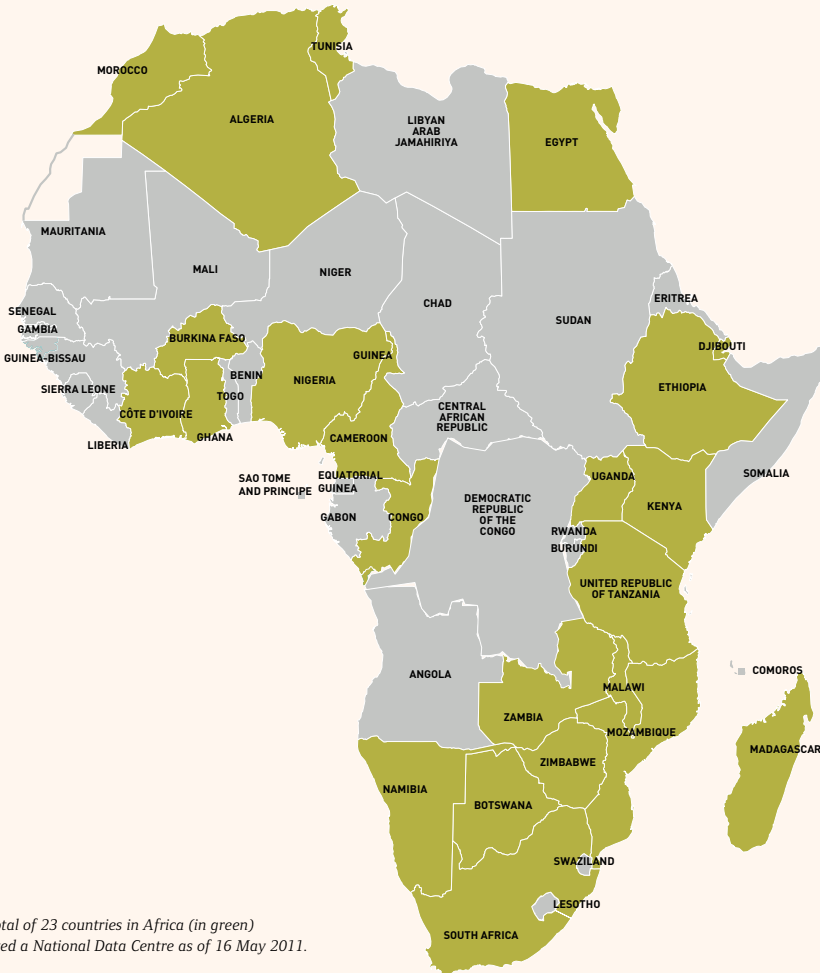 TUNISIA
MOROCCO
ALGERIA
LIBYAN
ARAB
JAMAHIRIYA
EGYPT
MAURITANIA
MALI
NIGER
CHAD
SUDAN
ERITREA
SENEGAL
GAMBIA
GUINEA-BISSAU
BURKINA FASO
GUINEA
DJIBOUTI
SIERRA LEONE
BENIN
NIGERIA
TOGO
ETHIOPIA
CÔTE D'IVOIRE
CENTRAL
AFRICAN
REPUBLIC
GHANA
LIBERIA
CAMEROON
SAO TOME
AND PRINCIPE
EQUATORIAL
GUINEA
UGANDA
SOMALIA
GABON
CONGO
DEMOCRATIC
REPUBLIC
OF THE
CONGO
KENYA
RWANDA
BURUNDI
UNITED REPUBLIC
OF TANZANIA
ANGOLA
COMOROS
MALAWI
ZAMBIA
MOZAMBIQUE
MADAGASCAR
ZIMBABWE
NAMIBIA
BOTSWANA
SWAZILAND
LESOTHO
SOUTH AFRICA
of 23 countries in Africa (in green)
a National Data Centre as of 16 May 2011.